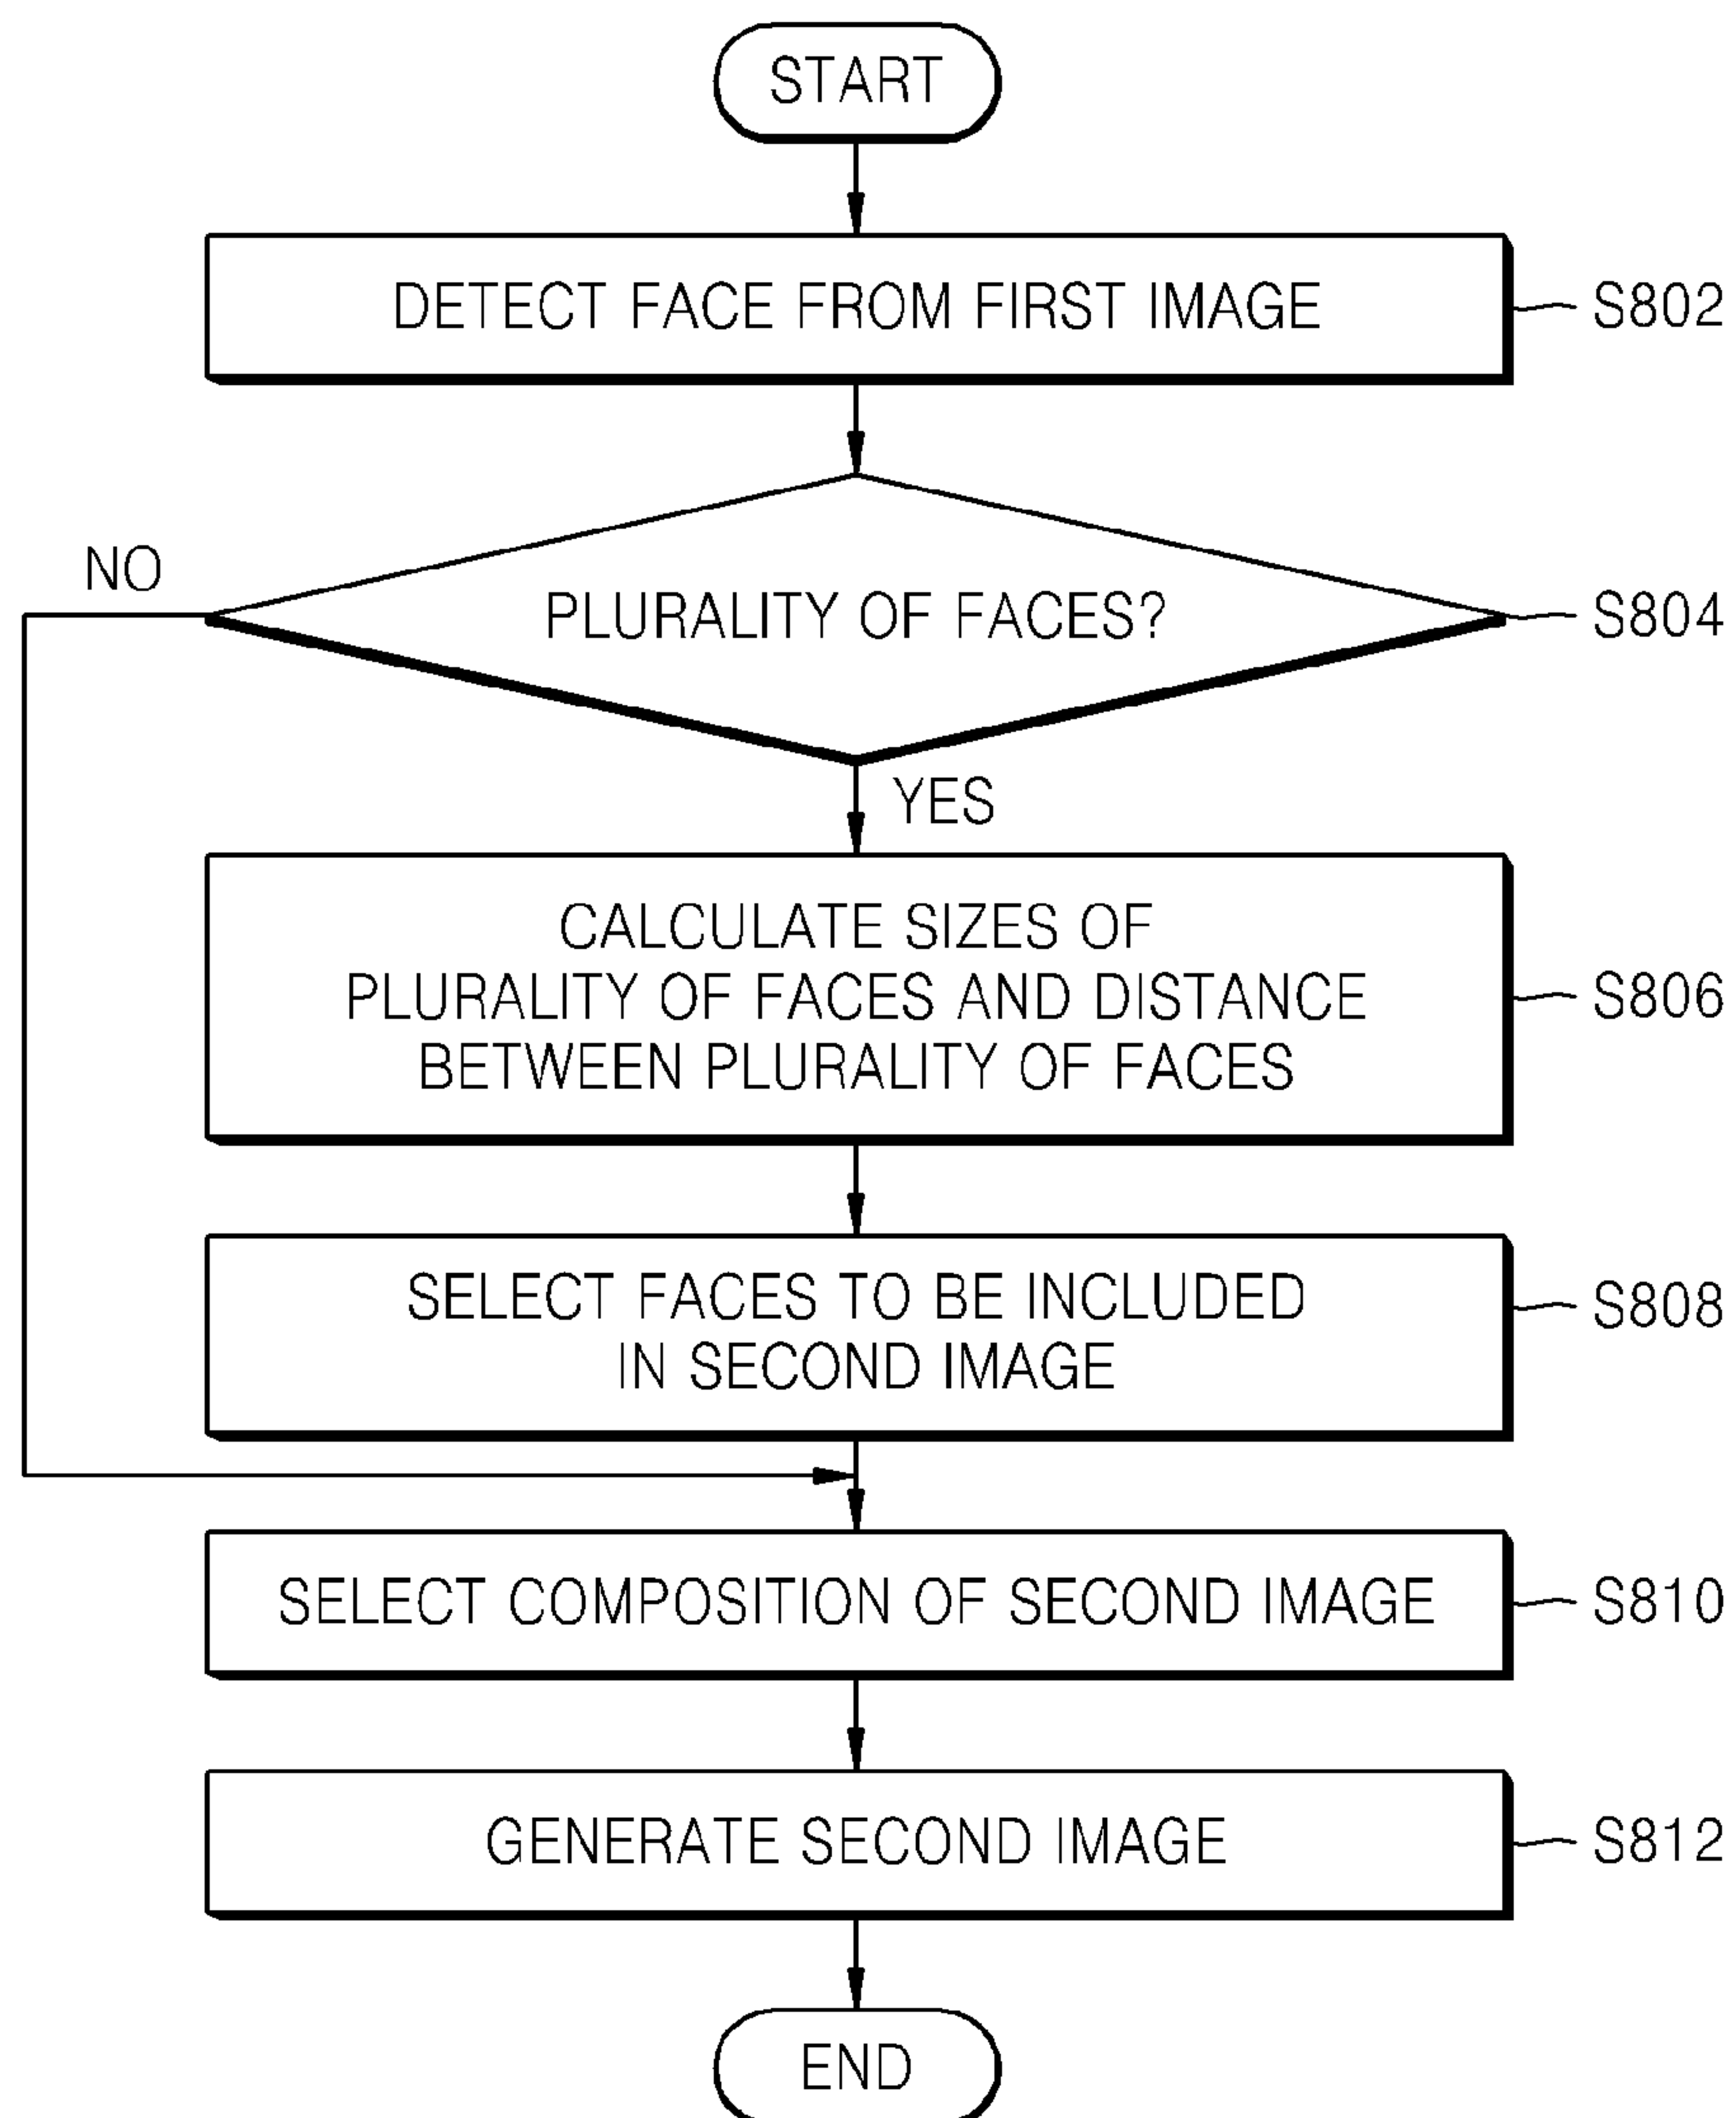 START
DETECT FACE FROM FIRST IMAGE
S802
NO
PLURALITY OF FACES?
S804
YES
CALCULATE SIZES OF
PLURALITY OF FACES AND DISTANCE
BETWEEN PLURALITY OF FACES
S806
SELECT FACES TO BE INCLUDED
IN SECOND IMAGE
S808
SELECT COMPOSITION OF SECOND IMAGE
S810
GENERATE SECOND IMAGE
S812
END